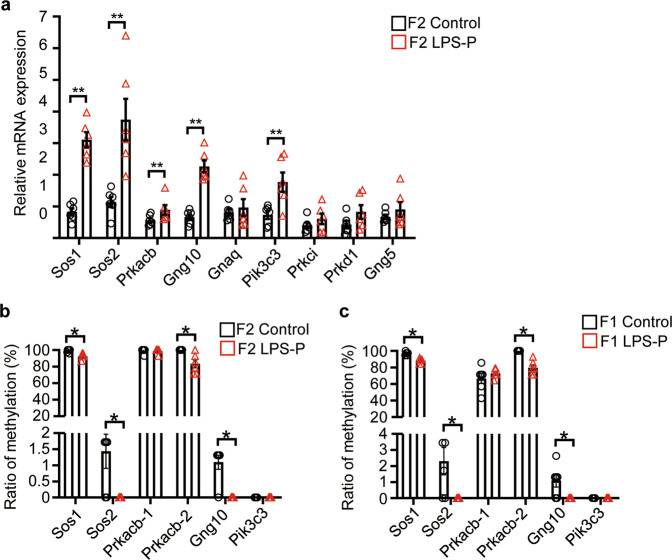 a
Relative mRNA expression
7
6
4
3
2
0
** ** ** ** **
F2 Control
F2 LPS-P
Sos1 Sos2 Prkacb Gng10 Gnaq Pik3c3 Prkci Prkd1 Gng5
b
Ratio of methylation (%)
100
80
60
40
20
2
1.5
1
0.5
0
* * * *
F2 Control
F2 LPS-P
Sos1 Sos2 Prkacb-1 Prkacb-2 Gng10 Pik3c3
c
Ratio of methylation (%)
100
80
60
40
20
4
3
2
1
0
* * * *
F1 Control
F1 LPS-P
Sos1 Sos2 Prkacb-1 Prkacb-2 Gng10 Pik3c3